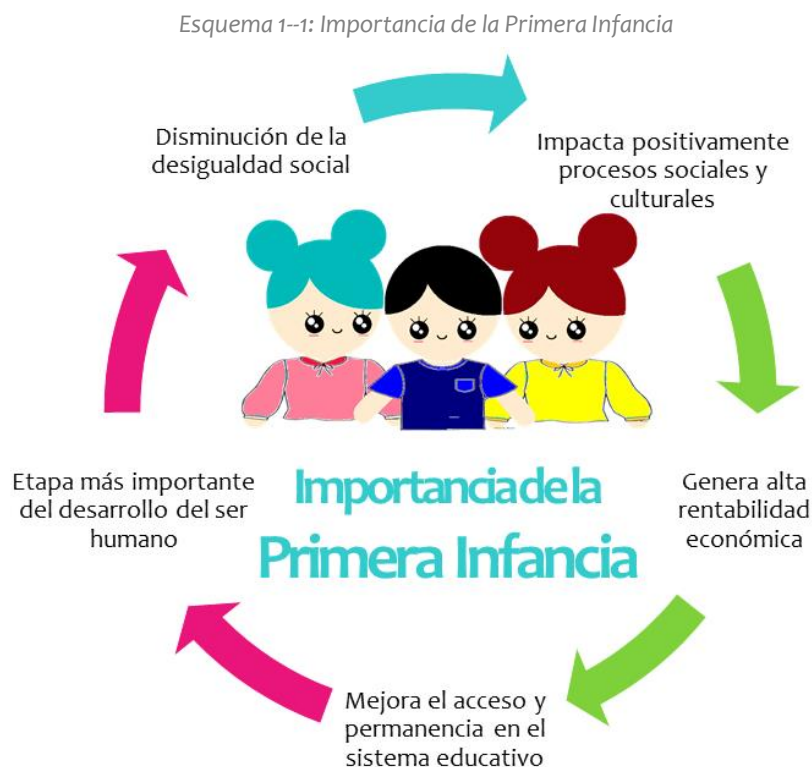 Esquema 1--1: Importancia de la Primera Infancia
Disminución de la
desigualdad social
Impacta positivamente
procesos sociales y
culturales
Etapa más importante
del desarrollo del ser
humano
Importancia de la
Primera Infancia
Genera alta
rentabilidad
económica
Mejora el acceso y
permanencia en el
sistema educativo